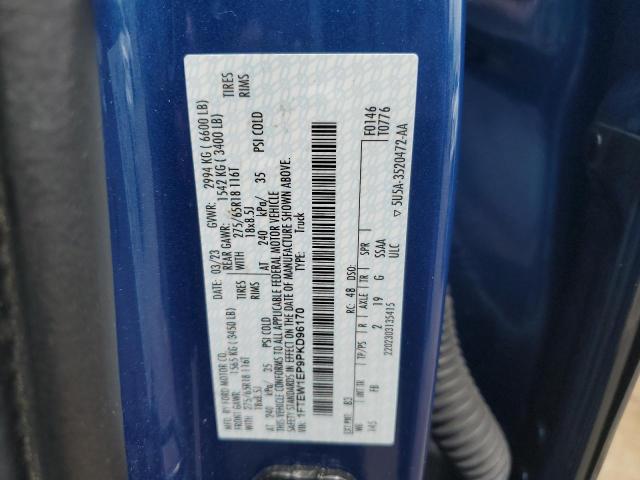 MFD. BY FORD MOTOR CO.
DATE: 03/23 GVWR: 2994 KG ( 6600 LB)
FRONT GAWR: 1565 KG ( 3450 LB) REAR GAWR: 1542 KG ( 3400 LB)
WITH 275/65R18 116T TIRES WITH 275/65R18 116T TIRES
18x8.5J RIMS 18x8.5J RIMS
AT 240 kPa/ 35 PSI COLD AT 240 kPa/ 35 PSI COLD
THIS VEHICLE CONFORMS TO ALL APPLICABLE FEDERAL MOTOR VEHICLE
SAFETY STANDARDS IN EFFECT ON THE DATE OF MANUFACTURE SHOWN ABOVE.
VIN: 1FTEW1EP9PKD96170 TYPE: Truck
F0146
T0776
EXT PNT: B3 RC: 48 DSO:
WB INT TR TP/PS R AXLE TR SPR
145 FB 2 19 G SSAA
2202303135415 ULC
▽ 5U5A-3520472-AA